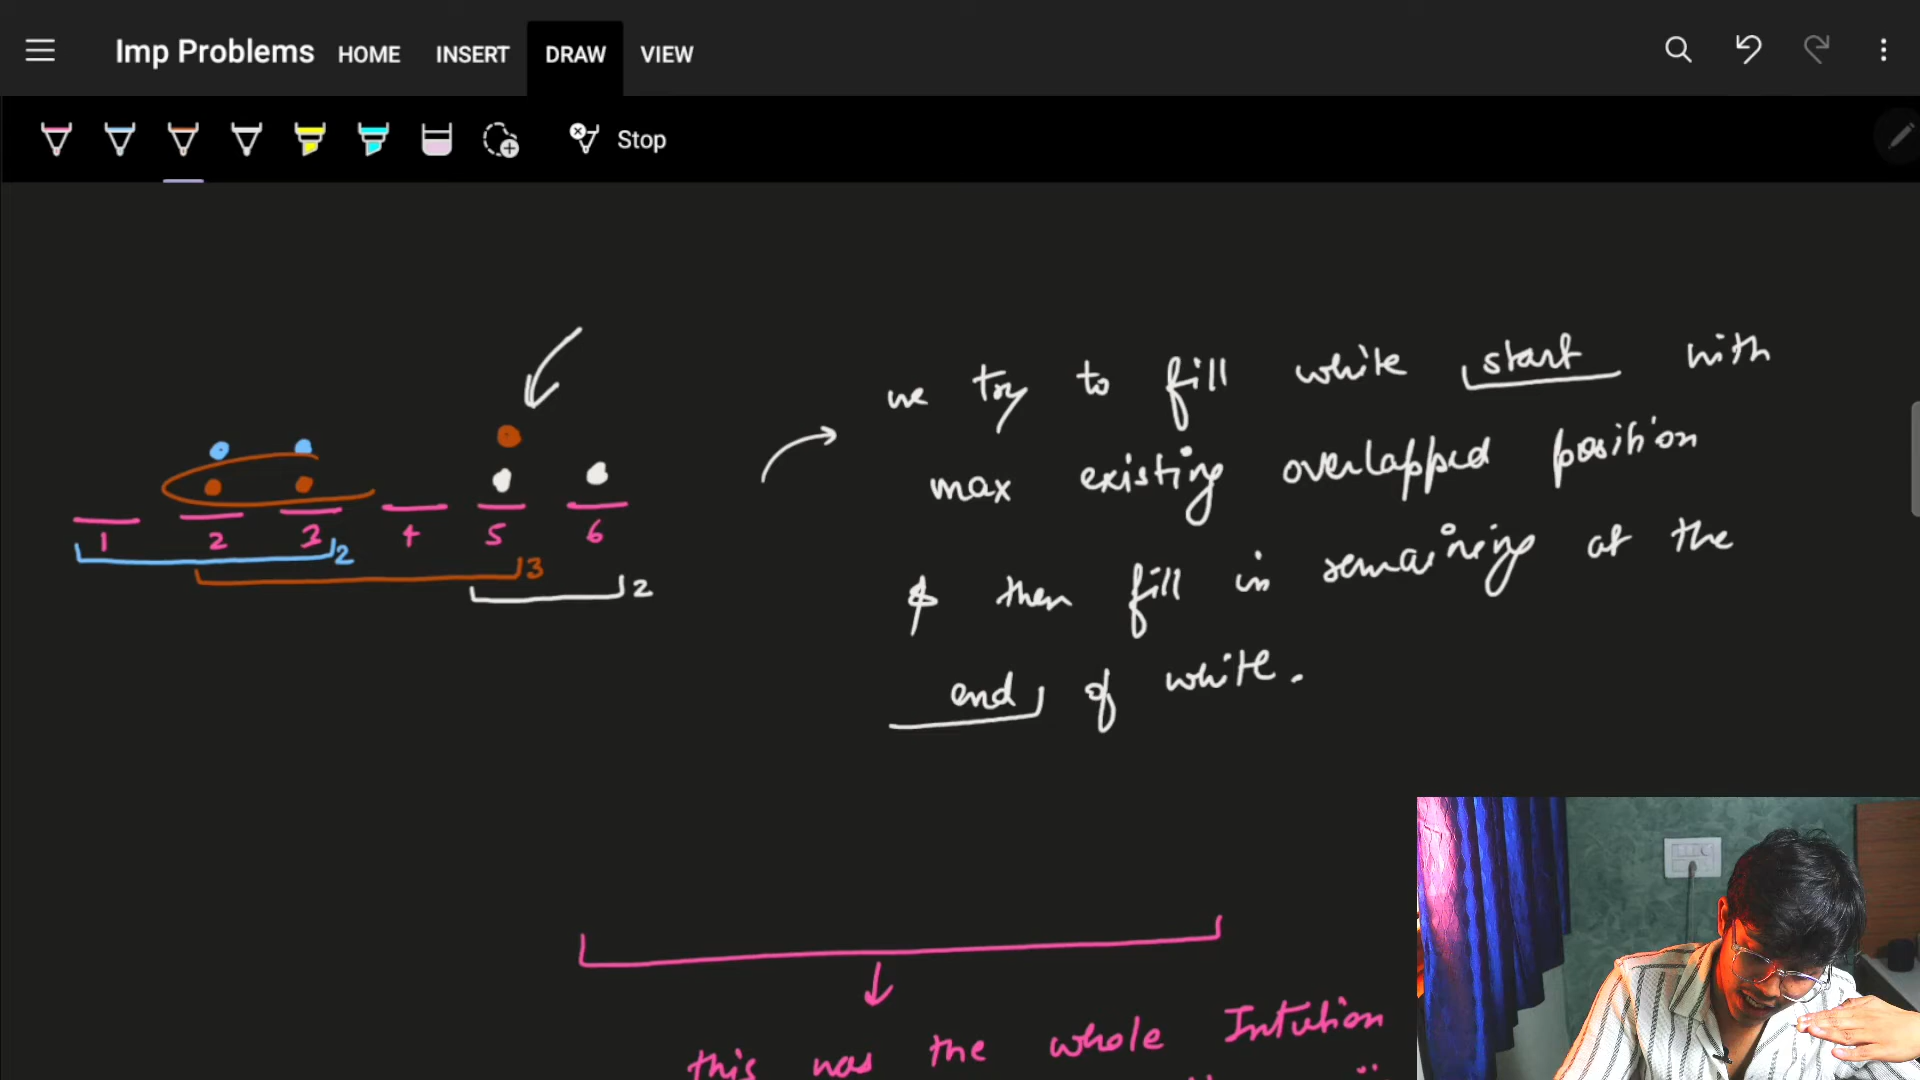 Imp Problems HOME INSERT DRAW VIEW
Stop
we try to fill white start with
max existing overlapped position
& then fill in remaining at the
end of white.
1 2 3 4 5 6
2
3
2
this was the whole Intution